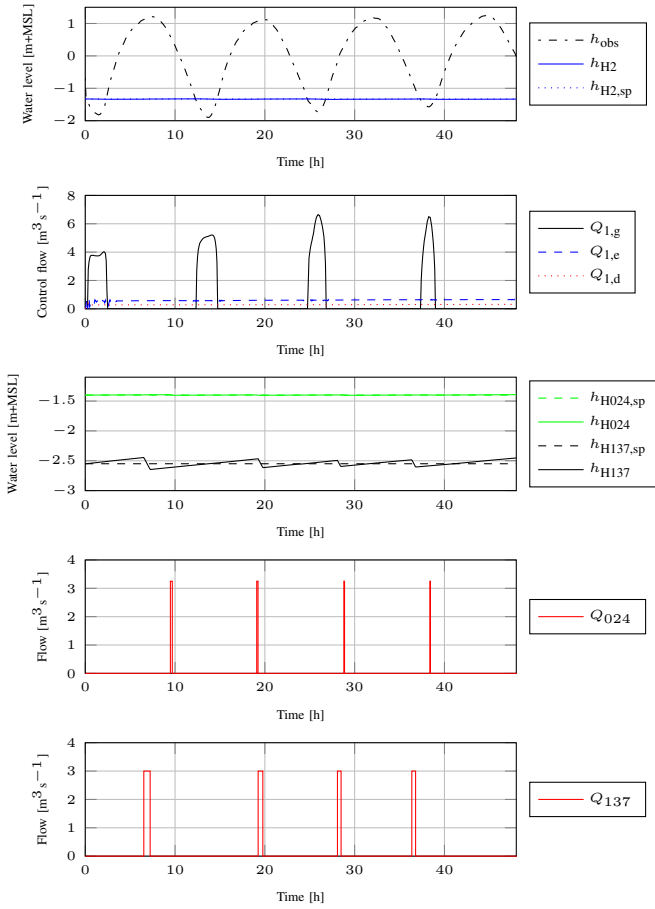 Water level [m+MSL]
1
0
−1
−2
0 10 20 30 40
Time [h]
h_obs
h_H2
h_H2,sp
Control flow [m³ s⁻¹]
8
6
4
2
0
0 10 20 30 40
Time [h]
Q_1,g
Q_1,e
Q_1,d
Water level [m+MSL]
−1.5
−2
−2.5
−3
0 10 20 30 40
Time [h]
h_H024,sp
h_H024
h_H137,sp
h_H137
Flow [m³ s⁻¹]
4
3
2
1
0
0 10 20 30 40
Time [h]
Q_024
Flow [m³ s⁻¹]
4
3
2
1
0
0 10 20 30 40
Time [h]
Q_137